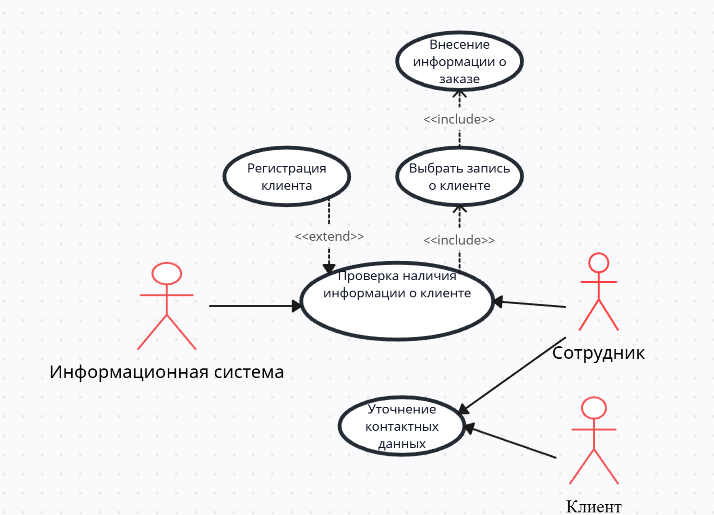 Внесение
информации о
заказе
<<include>>
Регистрация
клиента
Выбрать запись
о клиенте
<<extend>>
<<include>>
Проверка наличия
информации о клиенте
Информационная система
Сотрудник
Уточнение
контактных
данных
Клиент